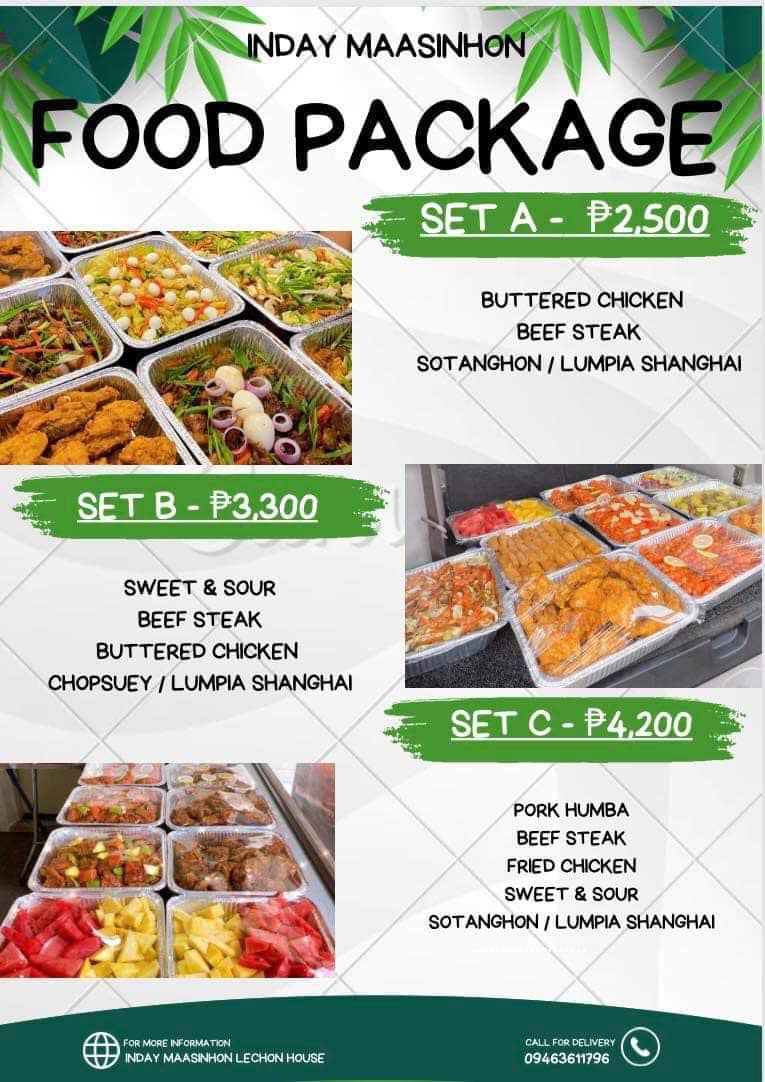 INDAY MAASINHON
FOOD PACKAGE
SET A - ₱2,500
BUTTERED CHICKEN
BEEF STEAK
SOTANGHON / LUMPIA SHANGHAI
SET B - ₱3,300
SWEET & SOUR
BEEF STEAK
BUTTERED CHICKEN
CHOPSUEY / LUMPIA SHANGHAI
SET C - ₱4,200
PORK HUMBA
BEEF STEAK
FRIED CHICKEN
SWEET & SOUR
SOTANGHON / LUMPIA SHANGHAI
FOR MORE INFORMATION
INDAY MAASINHON LECHON HOUSE
CALL FOR DELIVERY
09463611796